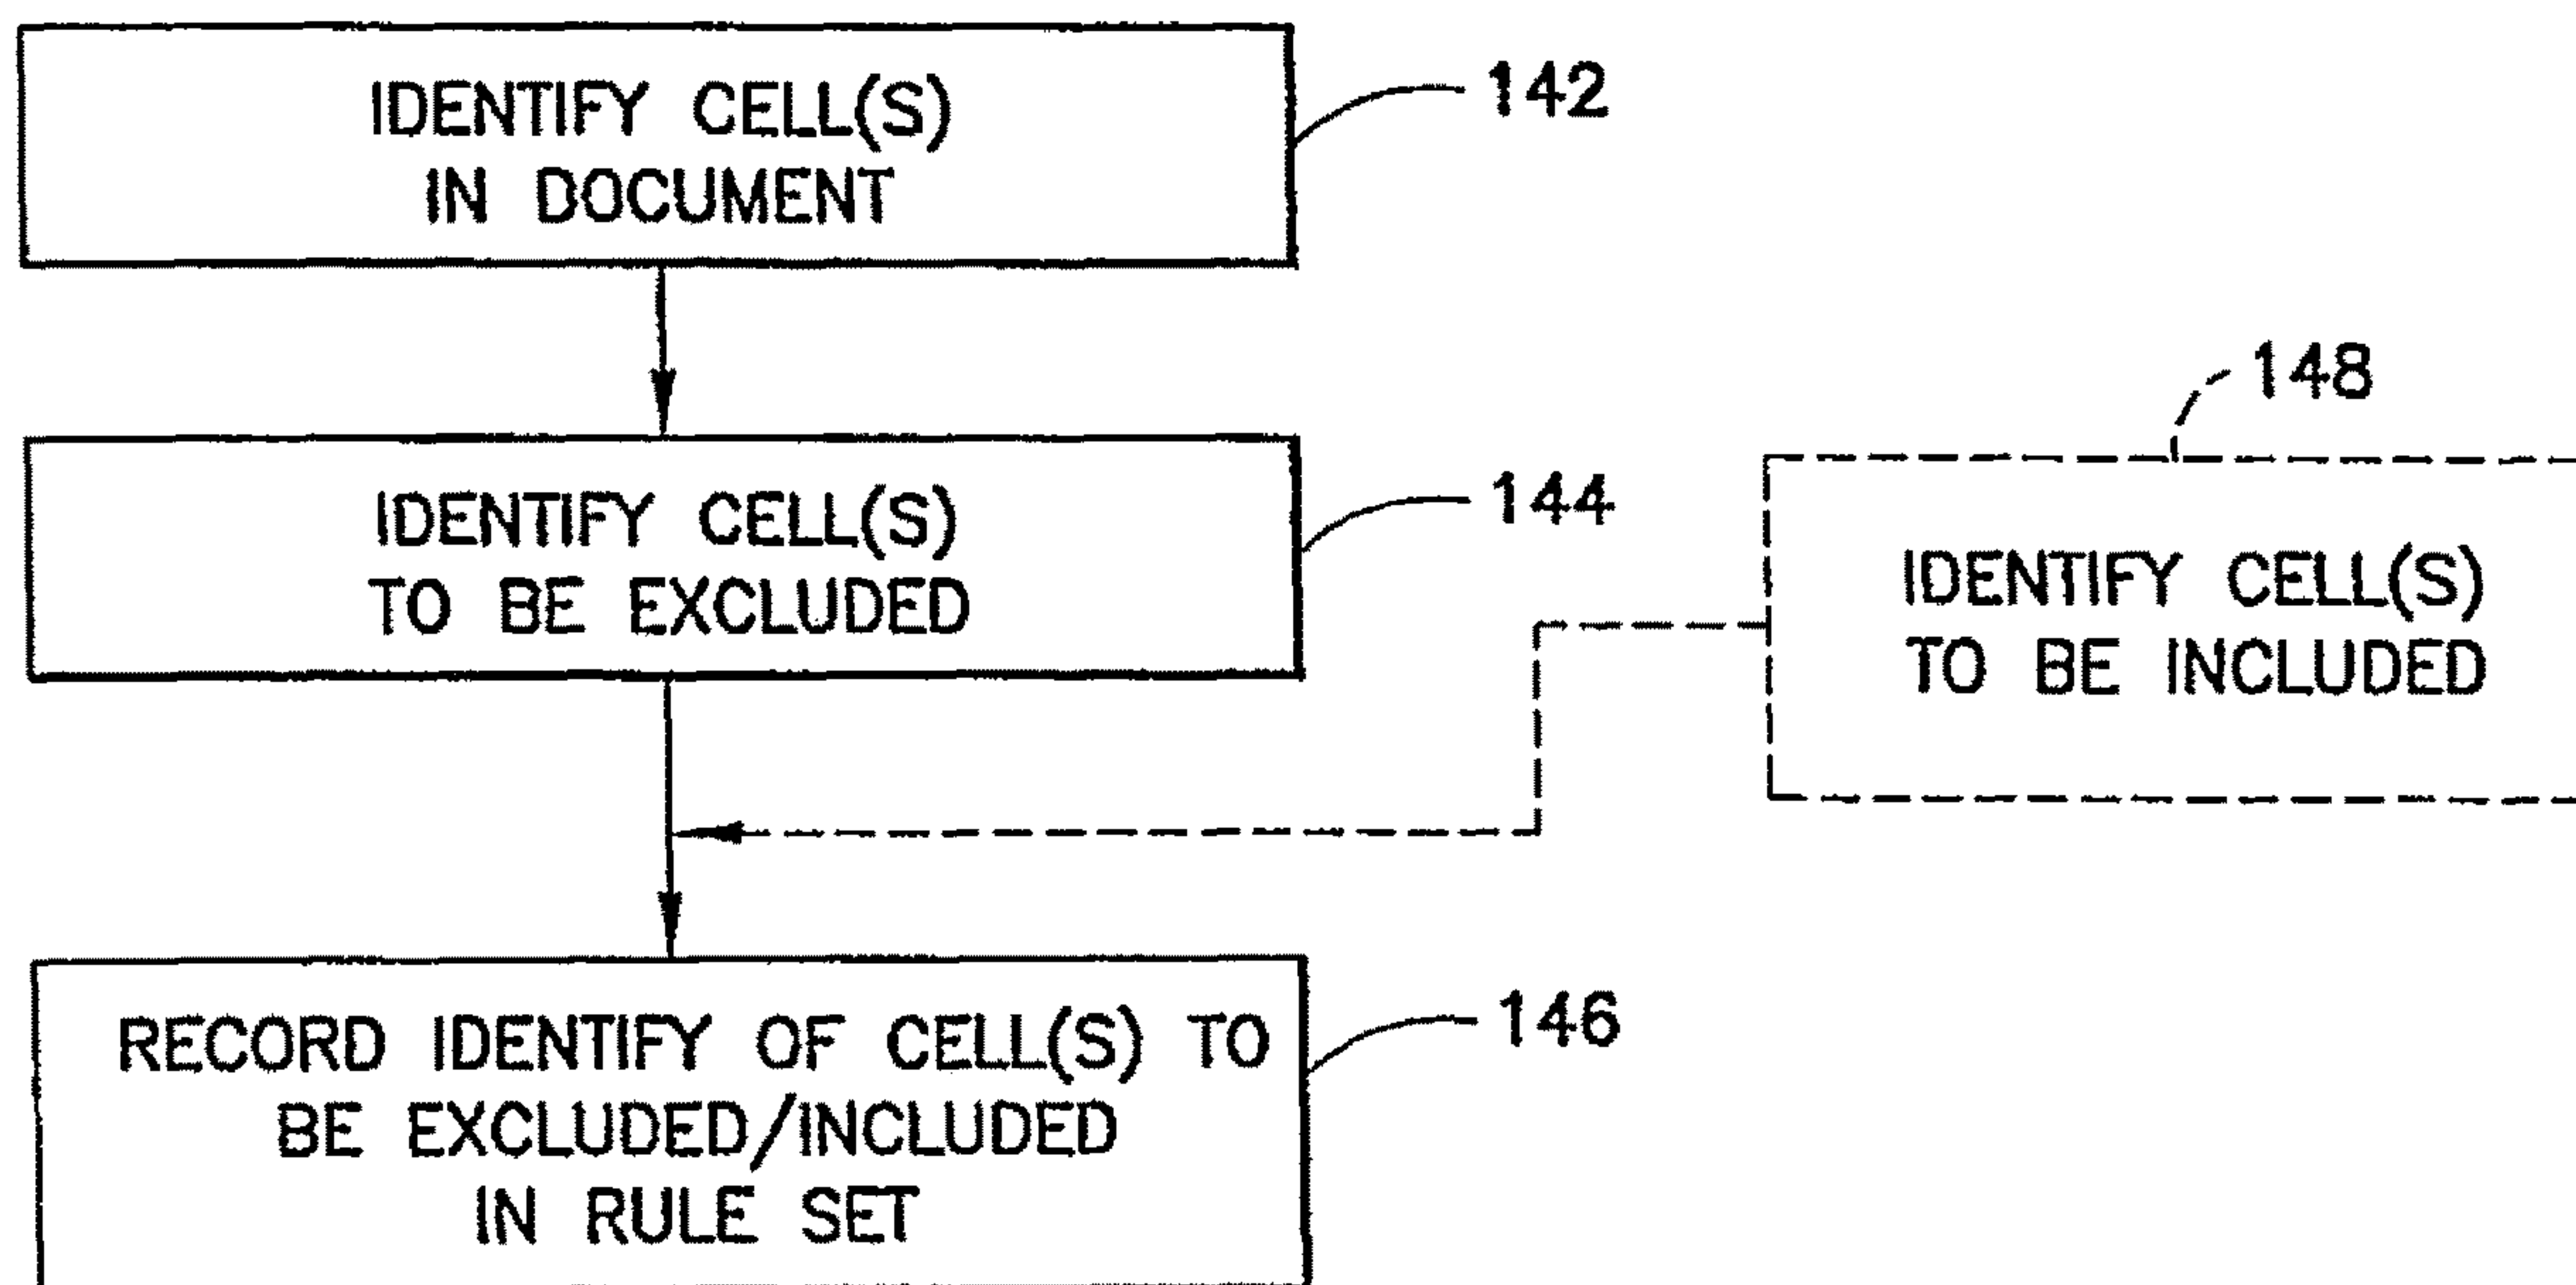 IDENTIFY CELL(S)
IN DOCUMENT
142
IDENTIFY CELL(S)
TO BE EXCLUDED
144
148
IDENTIFY CELL(S)
TO BE INCLUDED
RECORD IDENTIFY OF CELL(S) TO
BE EXCLUDED/INCLUDED
IN RULE SET
146